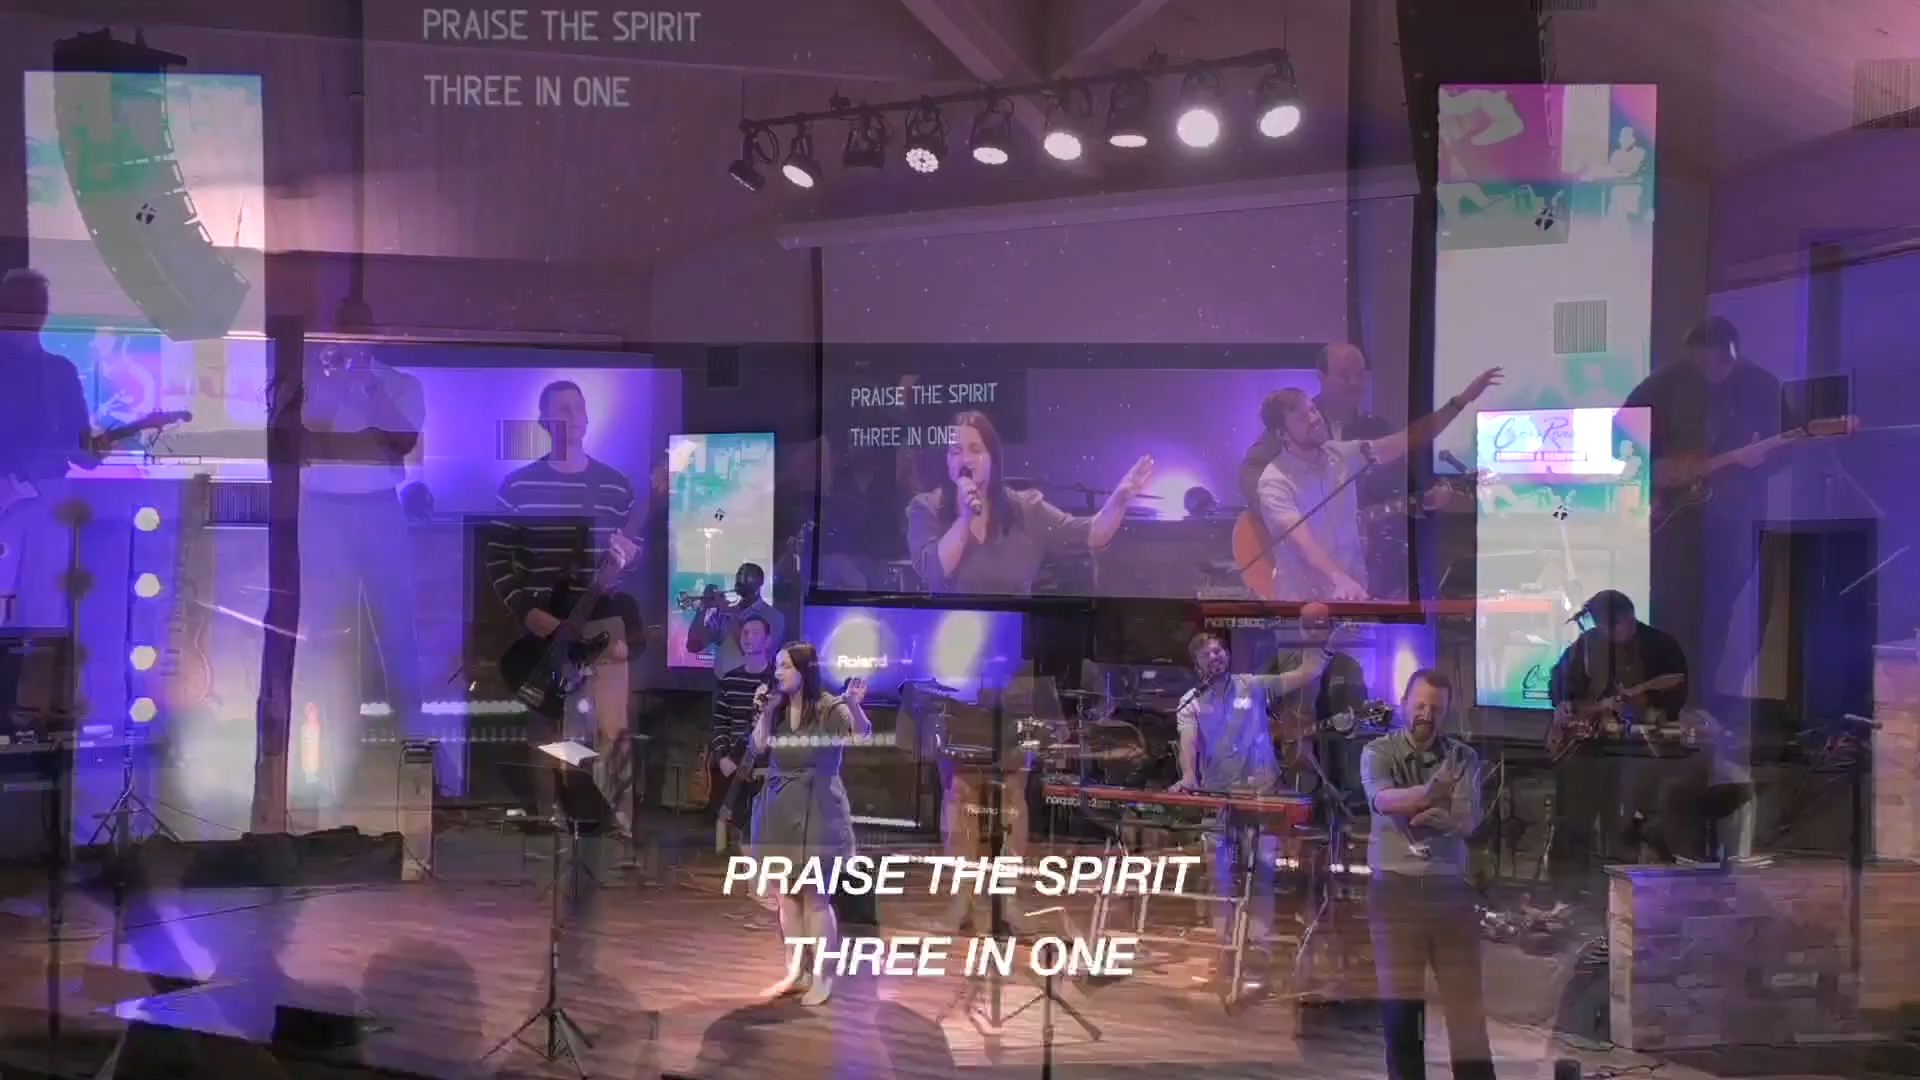 PRAISE THE SPIRIT
THREE IN ONE
PRAISE THE SPIRIT
THREE IN ONE
Roland
PRAISE THE SPIRIT
THREE IN ONE